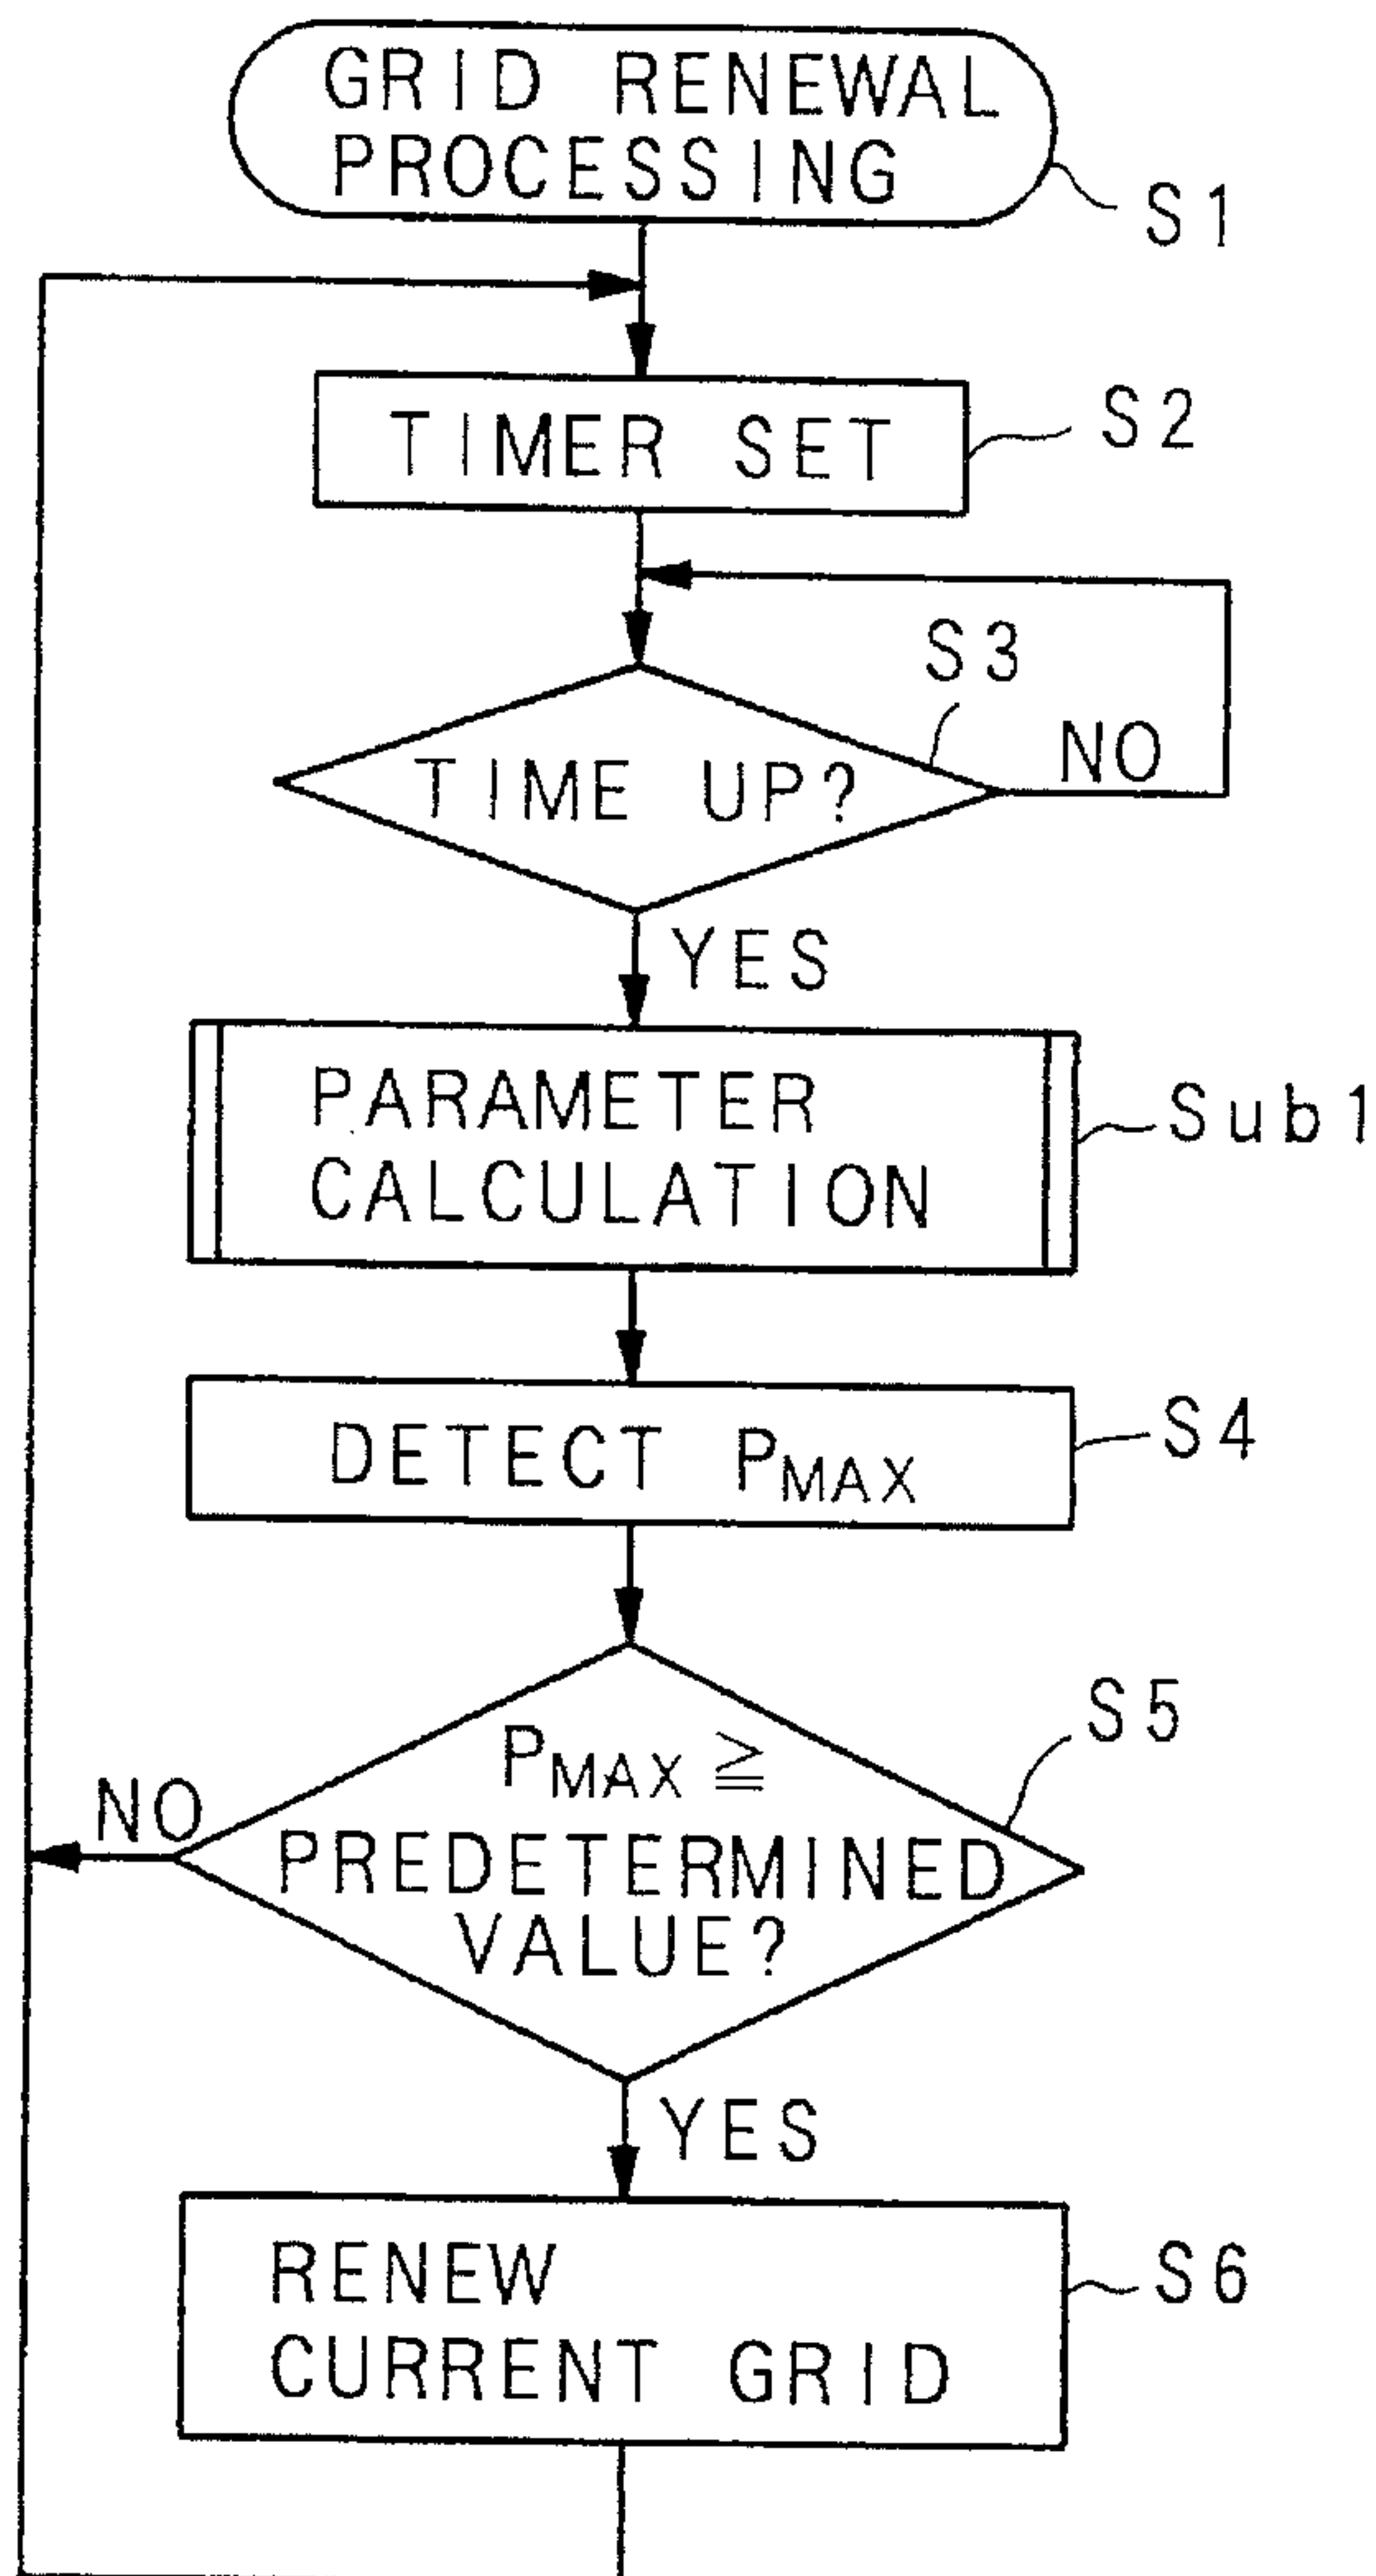 GRID RENEWAL
PROCESSING
S1
TIMER SET
S2
S3
TIME UP?
NO
YES
PARAMETER
CALCULATION
Sub1
DETECT PMAX
S4
S5
PMAX ≧
NO
PREDETERMINED
VALUE?
YES
RENEW
CURRENT GRID
S6